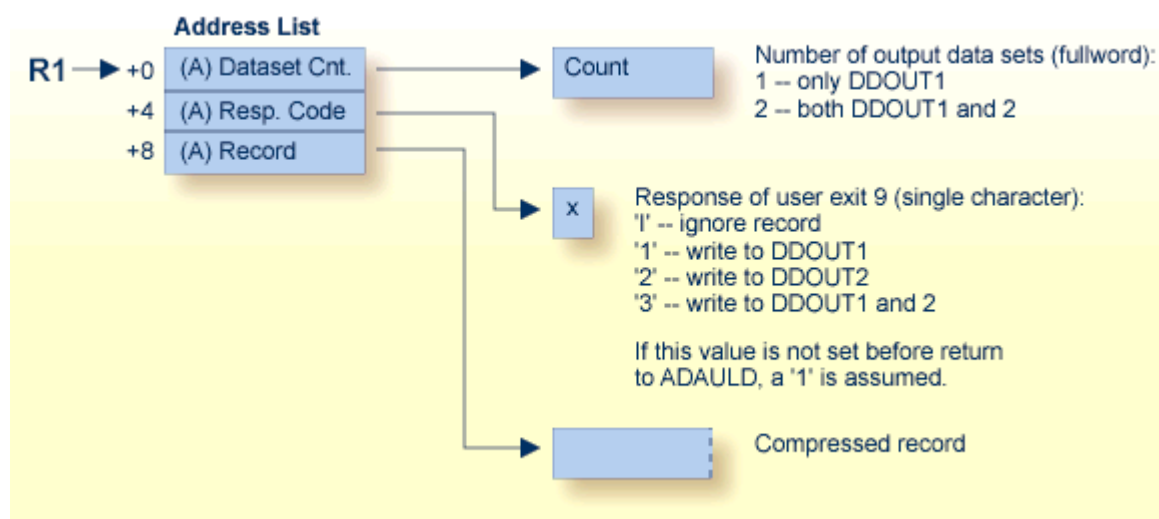 Address List
R1
+0
(A) Dataset Cnt.
+4
(A) Resp. Code
+8
(A) Record
Count
Number of output data sets (fullword):
1 -- only DDOUT1
2 -- both DDOUT1 and 2
x
Response of user exit 9 (single character):
'I' -- ignore record
'1' -- write to DDOUT1
'2' -- write to DDOUT2
'3' -- write to DDOUT1 and 2
If this value is not set before return
to ADAULD, a '1' is assumed.
Compressed record